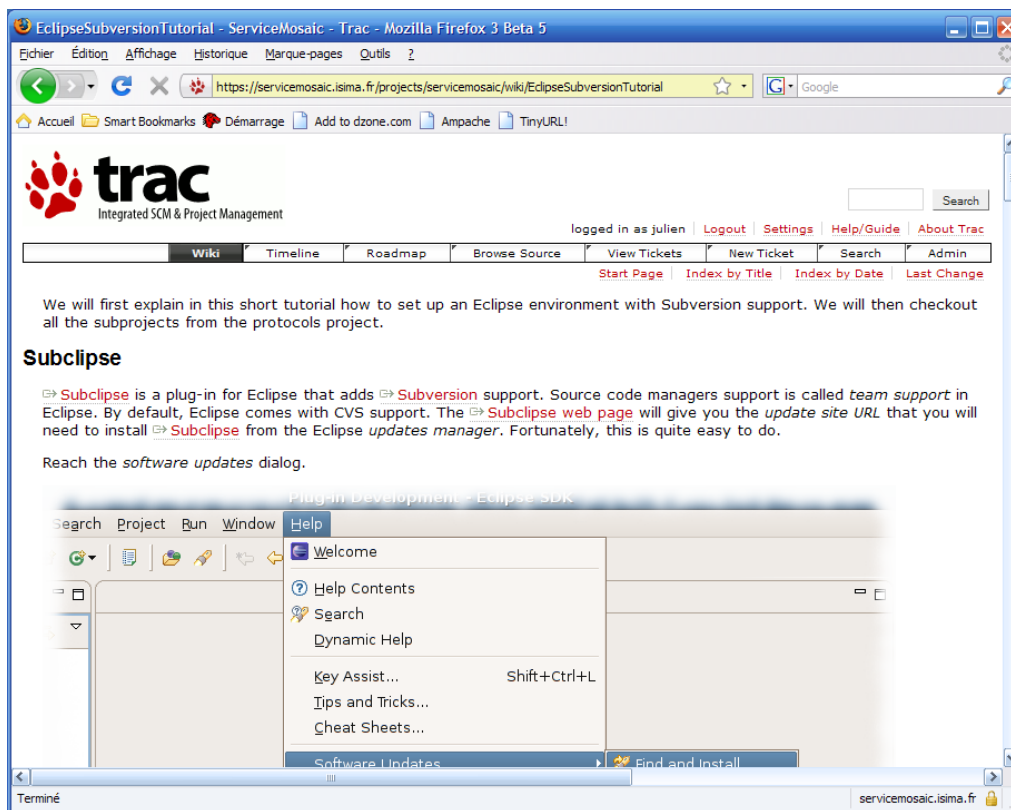 EclipseSubversionTutorial - ServiceMosaic - Trac - Mozilla Firefox 3 Beta 5
Fichier Édition Affichage Historique Marque-pages Outils ?
https://servicemosaic.isima.fr/projects/servicemosaic/wiki/EclipseSubversionTutorial G Google
Accueil Smart Bookmarks Démarrage Add to dzone.com Ampache TinyURL!
trac
Integrated SCM & Project Management
Search
logged in as julien Logout Settings Help/Guide About Trac
Wiki Timeline Roadmap Browse Source View Tickets New Ticket Search Admin
Start Page Index by Title Index by Date Last Change
We will first explain in this short tutorial how to set up an Eclipse environment with Subversion support. We will then checkout
all the subprojects from the protocols project.
Subclipse
Subclipse is a plug-in for Eclipse that adds Subversion support. Source code managers support is called team support in
Eclipse. By default, Eclipse comes with CVS support. The Subclipse web page will give you the update site URL that you will
need to install Subclipse from the Eclipse updates manager. Fortunately, this is quite easy to do.
Reach the software updates dialog.
Plug-in Development - Eclipse SDK
Search Project Run Window Help
Welcome
Help Contents
Search
Dynamic Help
Key Assist... Shift+Ctrl+L
Tips and Tricks...
Cheat Sheets...
Software Updates Find and Install
Terminé servicemosaic.isima.fr